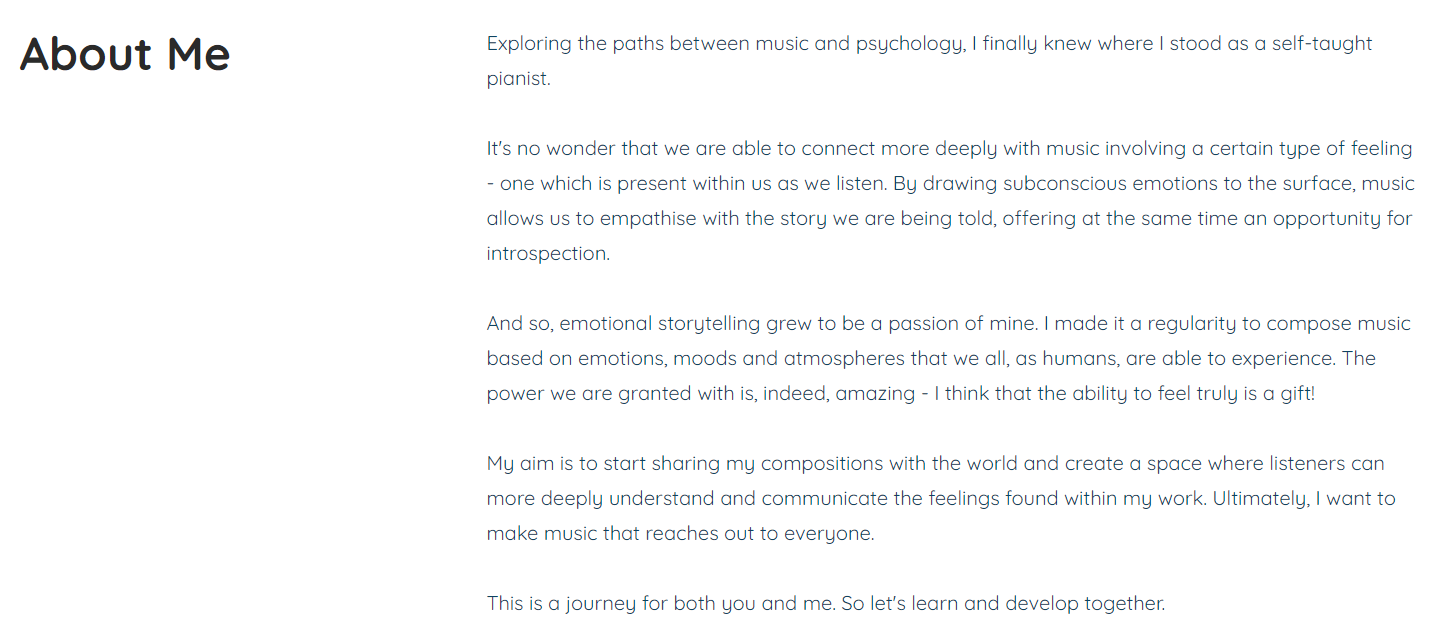 About Me
Exploring the paths between music and psychology, I finally knew where I stood as a self-taught
pianist.
It's no wonder that we are able to connect more deeply with music involving a certain type of feeling
- one which is present within us as we listen. By drawing subconscious emotions to the surface, music
allows us to empathise with the story we are being told, offering at the same time an opportunity for
introspection.
And so, emotional storytelling grew to be a passion of mine. I made it a regularity to compose music
based on emotions, moods and atmospheres that we all, as humans, are able to experience. The
power we are granted with is, indeed, amazing - I think that the ability to feel truly is a gift!
My aim is to start sharing my compositions with the world and create a space where listeners can
more deeply understand and communicate the feelings found within my work. Ultimately, I want to
make music that reaches out to everyone.
This is a journey for both you and me. So let's learn and develop together.